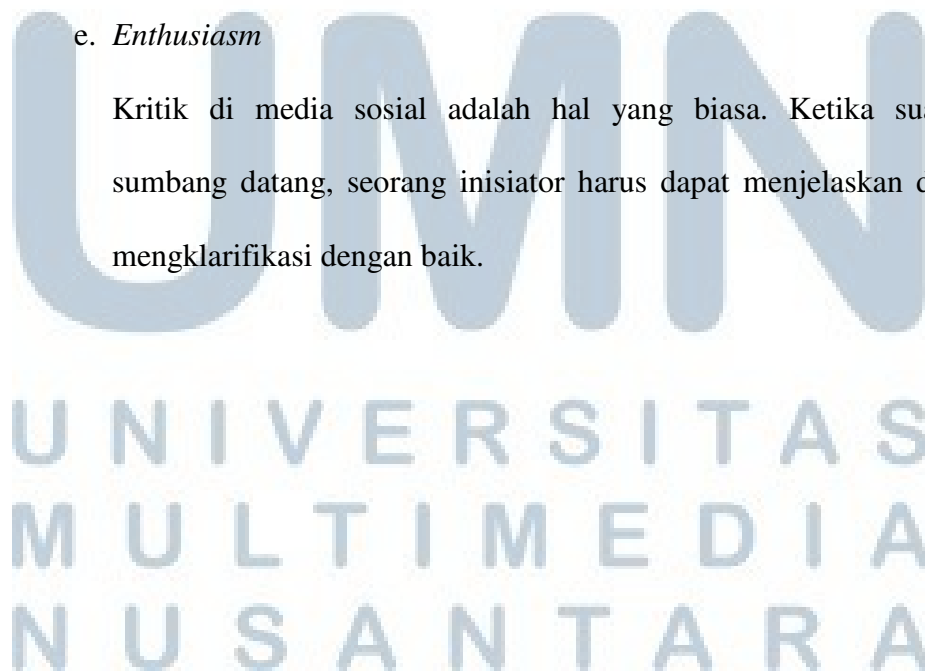 e. Enthusiasm
Kritik di media sosial adalah hal yang biasa. Ketika
sumbang datang, seorang inisiator harus dapat menjelaskan
mengklarifikasi dengan baik.
UMN
UNIVERSITAS
MULTIMEDIA
NUSANTARA